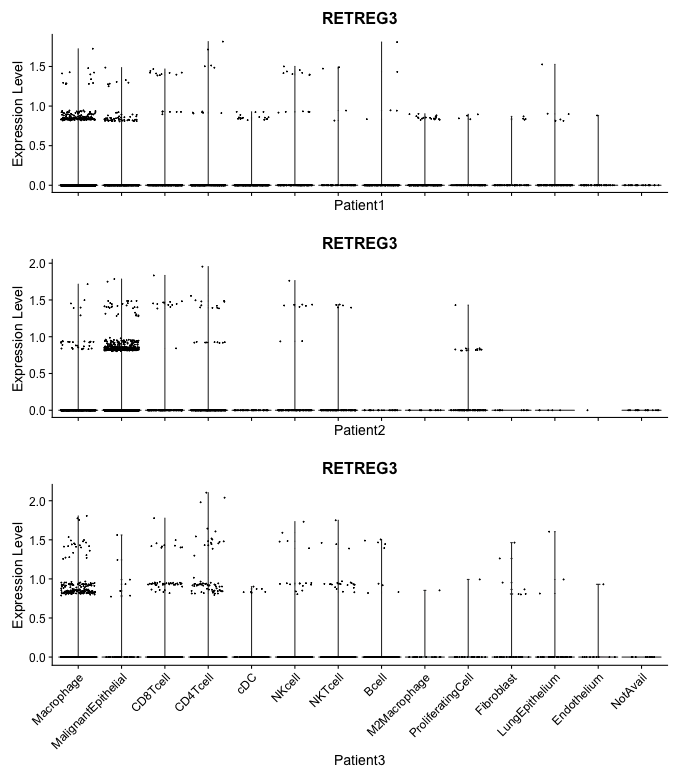 RETREG3
Expression Level
1.5
1.0
0.5
0.0
Patient1
RETREG3
Expression Level
2.0
1.5
1.0
0.5
0.0
Patient2
RETREG3
Expression Level
2.0
1.5
1.0
0.5
0.0
Macrophage
MalignantEpithelial
CD8Tcell
CD4Tcell
cDC
NKcell
NKTcell
Bcell
M2Macrophage
ProliferatingCell
Fibroblast
LungEpithelium
Endothelium
NotAvail
Patient3